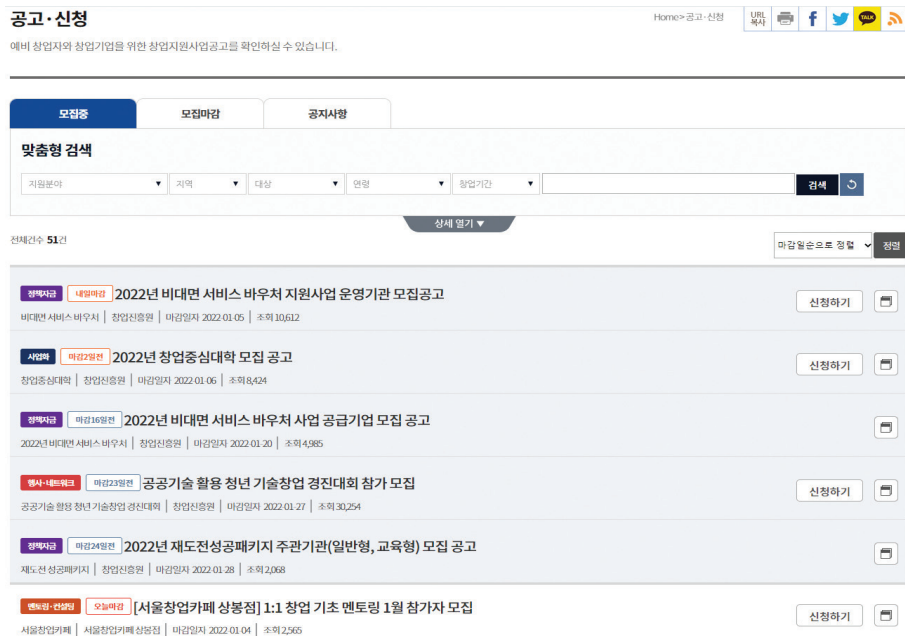 공고·신청
Home>공고·신청
URL 복사
TALK
예비 창업자와 창업기업을 위한 창업지원사업공고를 확인하실 수 있습니다.
모집중 모집마감 공지사항
맞춤형 검색
지원분야 ▼ 지역 ▼ 대상 ▼ 연령 ▼ 창업기간 ▼ 검색
상세 열기 ▼
전체건수 51건
마감일순으로 정렬 정렬
정책자금 내일마감 2022년 비대면 서비스 바우처 지원사업 운영기관 모집공고 신청하기
비대면 서비스 바우처 | 창업진흥원 | 마감일자 2022-01-05 | 조회 10,612
사업화 마감2일전 2022년 창업중심대학 모집 공고 신청하기
창업중심대학 | 창업진흥원 | 마감일자 2022-01-06 | 조회 8,424
정책자금 마감16일전 2022년 비대면 서비스 바우처 사업 공급기업 모집 공고
2022년 비대면 서비스 바우처 | 창업진흥원 | 마감일자 2022-01-20 | 조회 4,985
행사·네트워크 마감23일전 공공기술 활용 청년 기술창업 경진대회 참가 모집 신청하기
공공기술 활용 청년 기술창업 경진대회 | 창업진흥원 | 마감일자 2022-01-27 | 조회 30,254
정책자금 마감24일전 2022년 재도전성공패키지 주관기관(일반형, 교육형) 모집 공고
재도전 성공패키지 | 창업진흥원 | 마감일자 2022-01-28 | 조회 2,068
멘토링·컨설팅 오늘마감 [서울창업카페 상봉점] 1:1 창업 기초 멘토링 1월 참가자 모집 신청하기
서울창업카페 | 서울창업카페 상봉점 | 마감일자 2022-01-04 | 조회 2,565